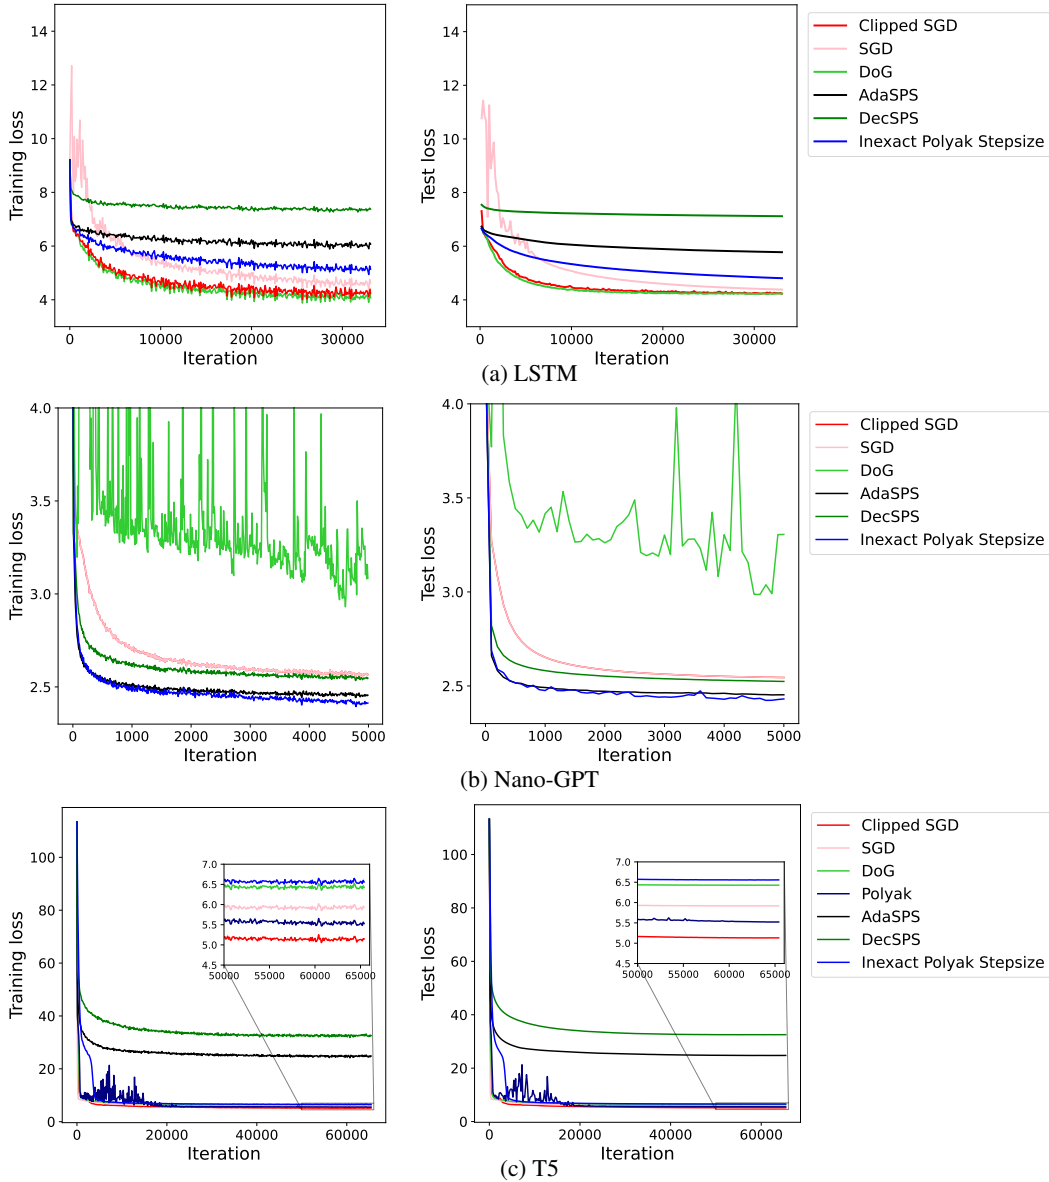 14
12
10
8
6
4
Training loss
0 10000 20000 30000
Iteration
14
12
10
8
6
4
Test loss
0 10000 20000 30000
Iteration
Clipped SGD
SGD
DoG
AdaSPS
DecSPS
Inexact Polyak Stepsize
(a) LSTM
4.0
3.5
3.0
2.5
Training loss
0 1000 2000 3000 4000 5000
Iteration
4.0
3.5
3.0
2.5
Test loss
0 1000 2000 3000 4000 5000
Iteration
Clipped SGD
SGD
DoG
AdaSPS
DecSPS
Inexact Polyak Stepsize
(b) Nano-GPT
100
80
60
40
20
0
Training loss
7.0
6.5
6.0
5.5
5.0
4.5
50000 55000 60000 65000
0 20000 40000 60000
Iteration
100
80
60
40
20
0
Test loss
7.0
6.5
6.0
5.5
5.0
4.5
50000 55000 60000 65000
0 20000 40000 60000
Iteration
Clipped SGD
SGD
DoG
Polyak
AdaSPS
DecSPS
Inexact Polyak Stepsize
(c) T5